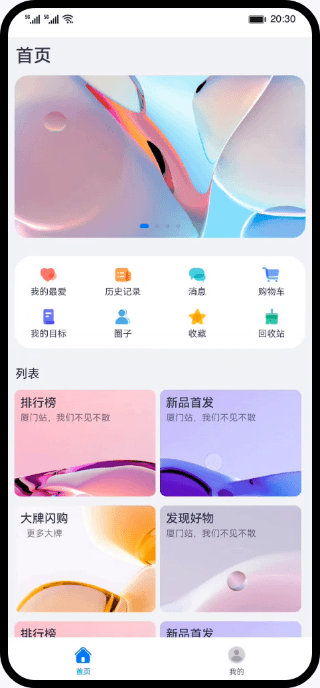 5G 5G 20:30
首页
我的最爱 历史记录 消息 购物车
我的目标 圈子 收藏 回收站
列表
排行榜 新品首发
厦门站，我们不见不散 厦门站，我们不见不散
大牌闪购 发现好物
更多大牌 厦门站，我们不见不散
排行榜 新品首发
首页 我的